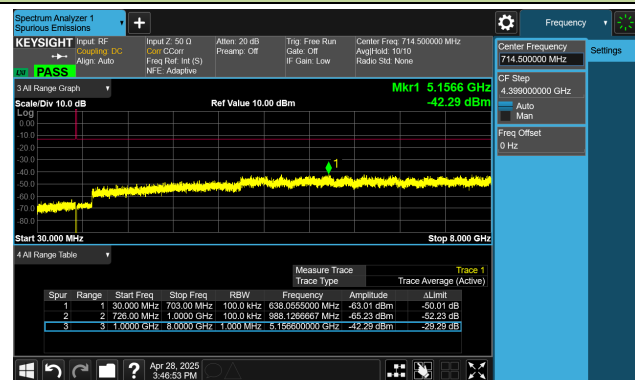 Spectrum Analyzer 1
Spurious Emissions
Frequency
KEYSIGHT
Input: RF
Coupling: DC
Align: Auto
Input Z: 50 Ω
Corr CCorr
Freq Ref: Int (S)
NFE: Adaptive
Atten: 20 dB
Preamp: Off
Trig: Free Run
Gate: Off
IF Gain: Low
Center Freq: 714.500000 MHz
Avg|Hold: 10/10
Radio Std: None
LXI PASS
Center Frequency
714.500000 MHz
Settings
CF Step
4.399000000 GHz
Auto
Man
Freq Offset
0 Hz
3 All Range Graph
Mkr1 5.1566 GHz
Scale/Div 10.0 dB Ref Value 10.00 dBm -42.29 dBm
Log
0.00
-10.0
-20.0
-30.0
-40.0
-50.0
-60.0
-70.0
-80.0
1
Start 30.000 MHz Stop 8.000 GHz
4 All Range Table
Measure Trace Trace 1
Trace Type Trace Average (Active)
Spur Range Start Freq Stop Freq RBW Frequency Amplitude ΔLimit
1 1 30.000 MHz 703.00 MHz 100.0 kHz 638.0555000 MHz -63.01 dBm -50.01 dB
2 2 726.00 MHz 1.0000 GHz 100.0 kHz 988.1266667 MHz -65.23 dBm -52.23 dB
3 3 1.0000 GHz 8.0000 GHz 1.000 MHz 5.156600000 GHz -42.29 dBm -29.29 dB
Apr 28, 2025
3:46:53 PM